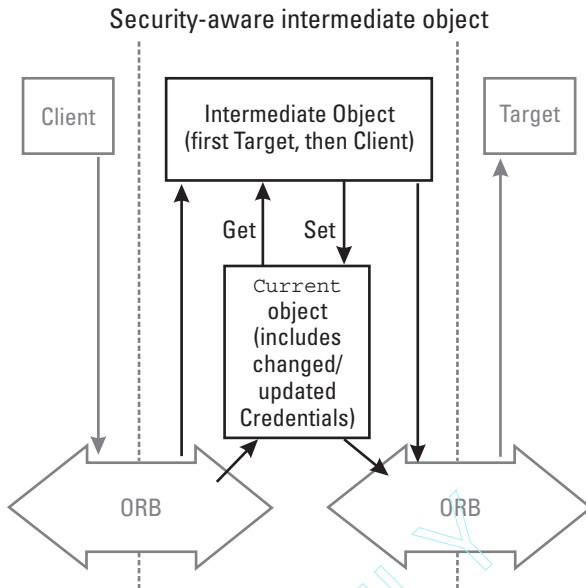 Security-aware intermediate object
Client
Intermediate Object
(first Target, then Client)
Target
Get
Set
Current
object
(includes
changed/
updated
Credentials)
ORB
ORB